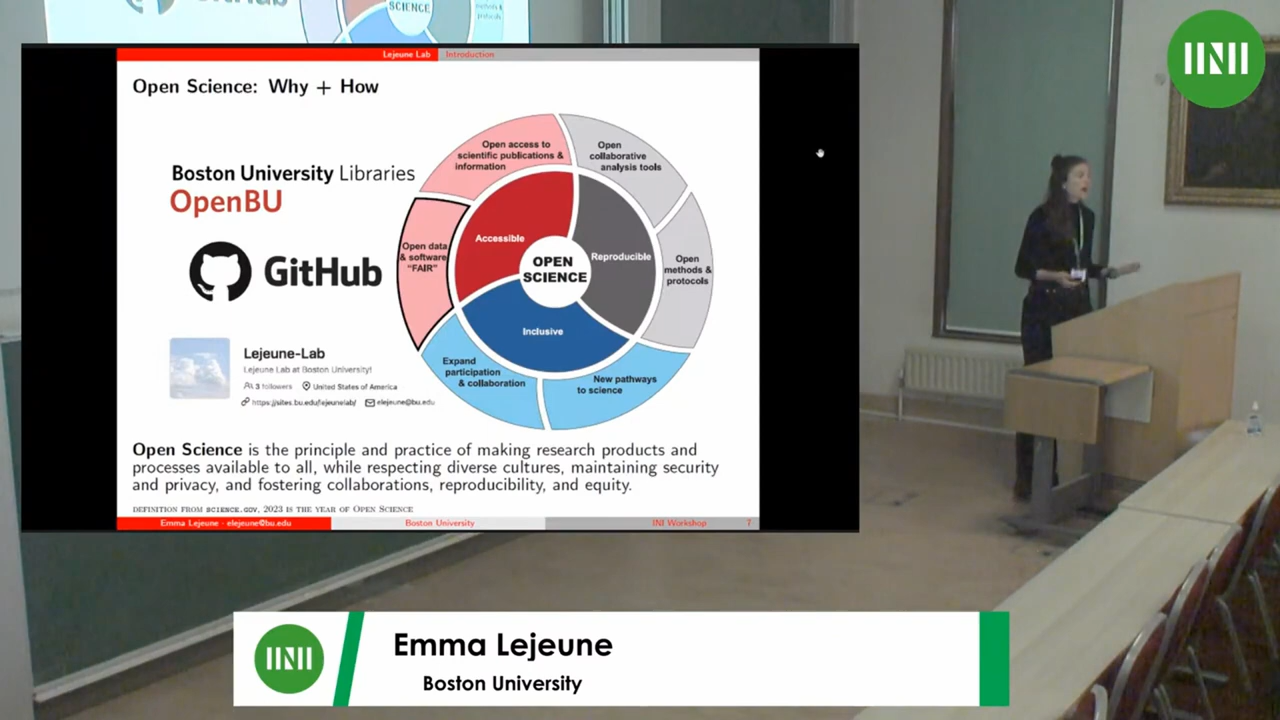 GitHub
SCIENCE
methods &
protocols
INI
Lejeune Lab
Introduction
Open Science: Why + How
Boston University Libraries
OpenBU
GitHub
Lejeune-Lab
Lejeune Lab at Boston University!
3 followers
United States of America
https://sites.bu.edu/lejeunelab/
elejeune@bu.edu
Open access to
scientific publications &
information
Open
collaborative
analysis tools
Open data
& software
"FAIR"
Accessible
Reproducible
OPEN
SCIENCE
Open
methods &
protocols
Inclusive
Expand
participation
& collaboration
New pathways
to science
Open Science is the principle and practice of making research products and
processes available to all, while respecting diverse cultures, maintaining security
and privacy, and fostering collaborations, reproducibility, and equity.
DEFINITION FROM SCIENCE.GOV, 2023 IS THE YEAR OF OPEN SCIENCE
Emma Lejeune - elejeune@bu.edu
Boston University
INI Workshop
7
INI
Emma Lejeune
Boston University